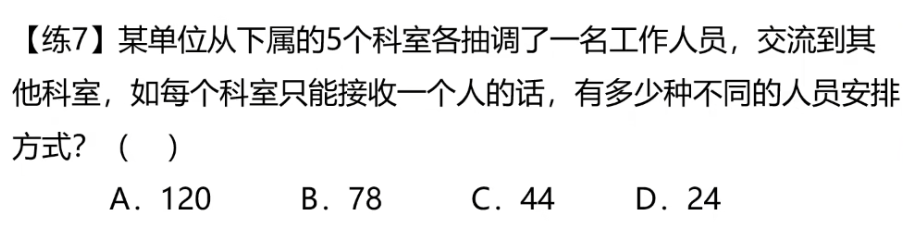 【练7】某单位从下属的5个科室各抽调了一名工作人员，交流到其
他科室，如每个科室只能接收一个人的话，有多少种不同的人员安排
方式？（ ）
A．120 B．78 C．44 D．24